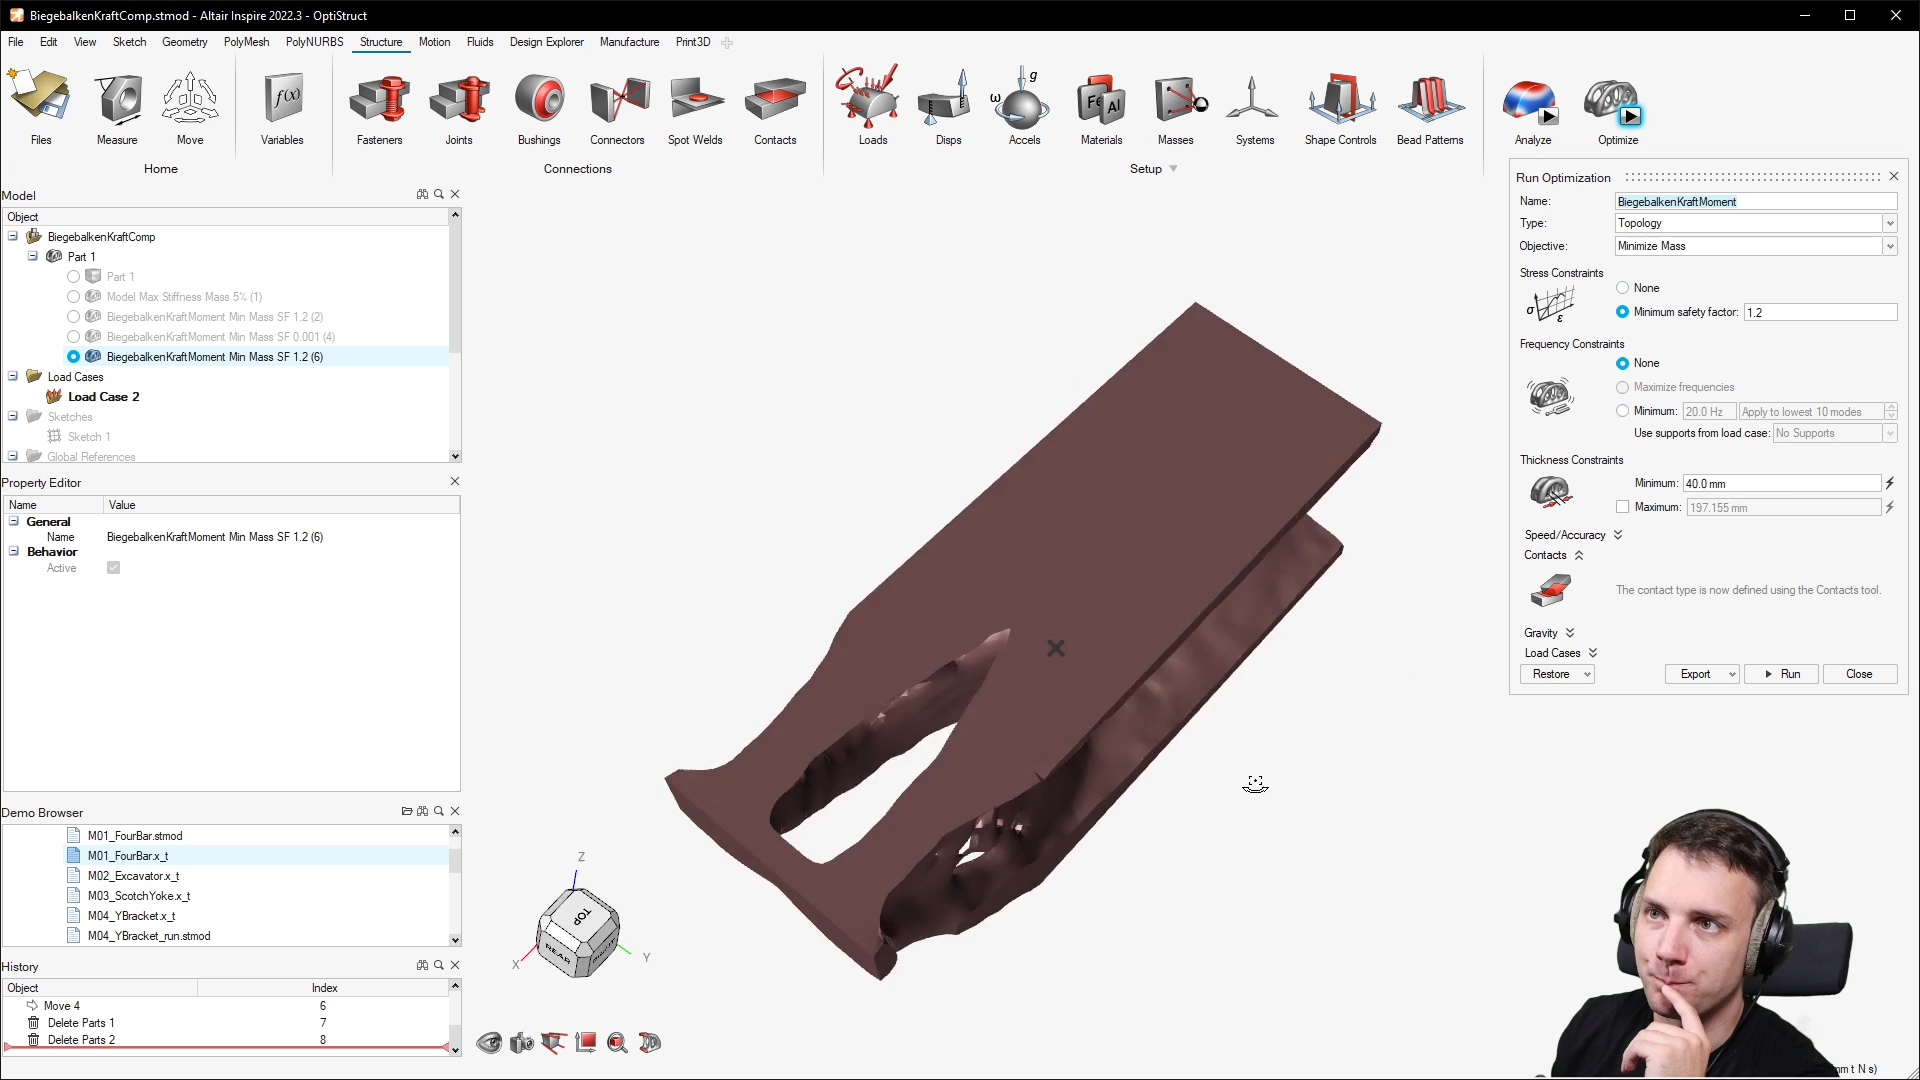 BiegebalkenKraftComp.stmod - Altair Inspire 2022.3 - OptiStruct
File Edit View Sketch Geometry PolyMesh PolyNURBS Structure Motion Fluids Design Explorer Manufacture Print3D
Files Measure Move Variables Fasteners Joints Bushings Connectors Spot Welds Contacts Loads Disps Accels Materials Masses Systems Shape Controls Bead Patterns Analyze Optimize
f(x) ω g Fe Al
Home Connections Setup
Model
Object
BiegebalkenKraftComp
Part 1
Part 1
Model Max Stiffness Mass 5% (1)
BiegebalkenKraftMoment Min Mass SF 1.2 (2)
BiegebalkenKraftMoment Min Mass SF 0.001 (4)
BiegebalkenKraftMoment Min Mass SF 1.2 (6)
Load Cases
Load Case 2
Sketches
Sketch 1
Global References
Property Editor
Name Value
General
Name BiegebalkenKraftMoment Min Mass SF 1.2 (6)
Behavior
Active
Demo Browser
M01_FourBar.stmod
M01_FourBar.x_t
M02_Excavator.x_t
M03_ScotchYoke.x_t
M04_YBracket.x_t
M04_YBracket_run.stmod
History
Object Index
Move 4 6
Delete Parts 1 7
Delete Parts 2 8
Z
TOP
REAR
X
Y
Run Optimization
Name: BiegebalkenKraftMoment
Type: Topology
Objective: Minimize Mass
Stress Constraints
None
σ ε
Minimum safety factor: 1.2
Frequency Constraints
None
Maximize frequencies
Minimum: 20.0 Hz Apply to lowest 10 modes
Use supports from load case: No Supports
Thickness Constraints
Minimum: 40.0 mm
Maximum: 197.155 mm
Speed/Accuracy
Contacts
The contact type is now defined using the Contacts tool.
Gravity
Load Cases
Restore Export Run Close
t N s)